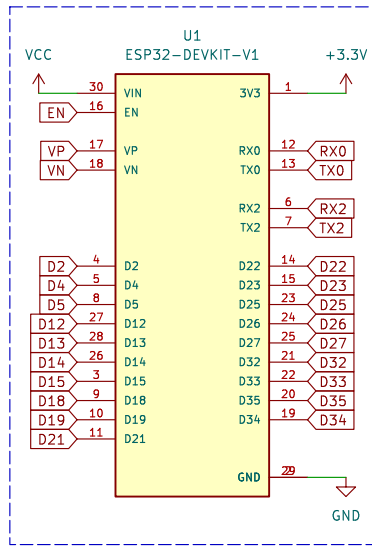 U1
VCC ESP32-DEVKIT-V1 +3.3V
30 VIN 3V3 1
EN 16 EN
VP 17 VP RX0 12 RX0
VN 18 VN TX0 13 TX0
RX2 6 RX2
TX2 7 TX2
D2 4 D2 D22 14 D22
D4 5 D4 D23 15 D23
D5 8 D5 D25 23 D25
D12 27 D12 D26 24 D26
D13 28 D13 D27 25 D27
D14 26 D14 D32 21 D32
D15 3 D15 D33 22 D33
D18 9 D18 D35 20 D35
D19 10 D19 D34 19 D34
D21 11 D21
GND
GND